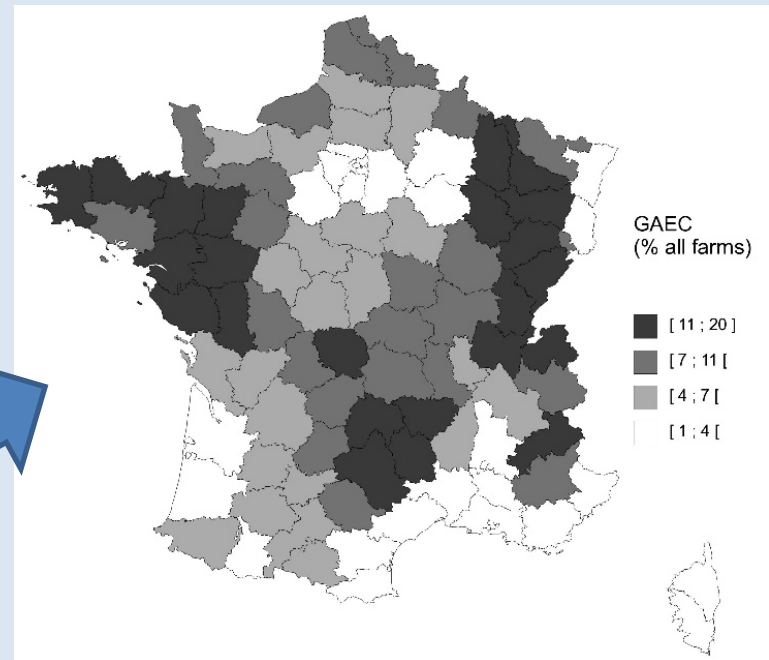 GAEC
(% all farms)
[ 11 ; 20 ]
[ 7 ; 11 [
[ 4 ; 7 [
[ 1 ; 4 [